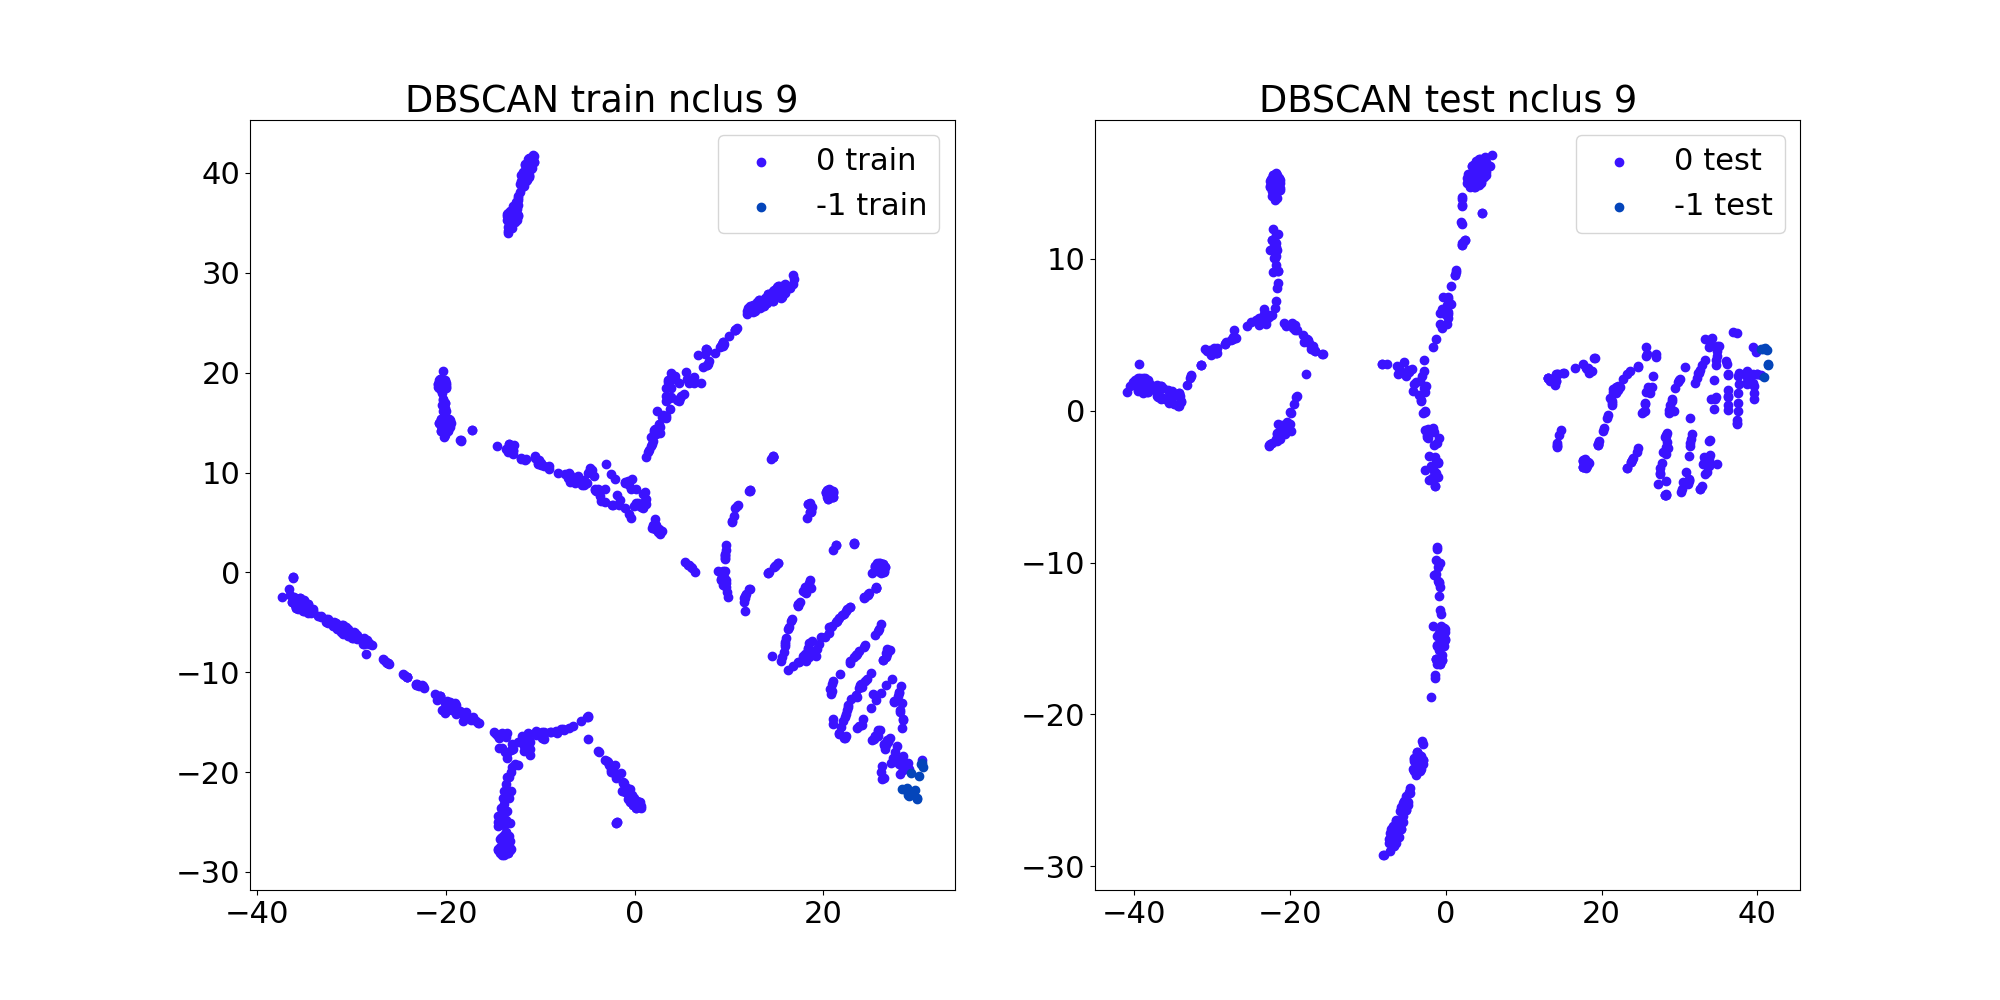 DBSCAN train nclus 9
0 train
-1 train
40
30
20
10
0
−10
−20
−30
−40 −20 0 20
DBSCAN test nclus 9
0 test
-1 test
10
0
−10
−20
−30
−40 −20 0 20 40